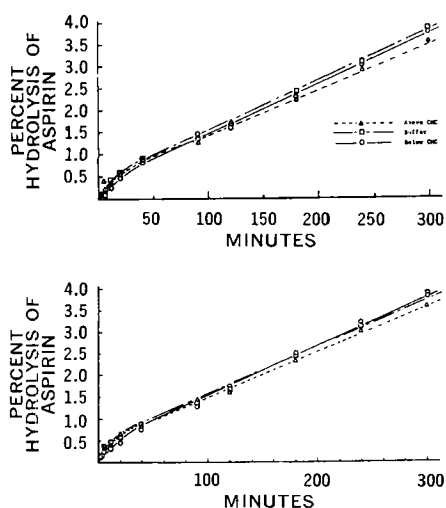 PERCENT
HYDROLYSIS OF
ASPIRIN
4.0
3.5
3.0
2.5
2.0
1.5
1.0
0.5
50
100
150
200
250
300
MINUTES
Above CMC
Buffer
Below CMC
PERCENT
HYDROLYSIS OF
ASPIRIN
4.0
3.5
3.0
2.5
2.0
1.5
1.0
0.5
100
200
300
MINUTES